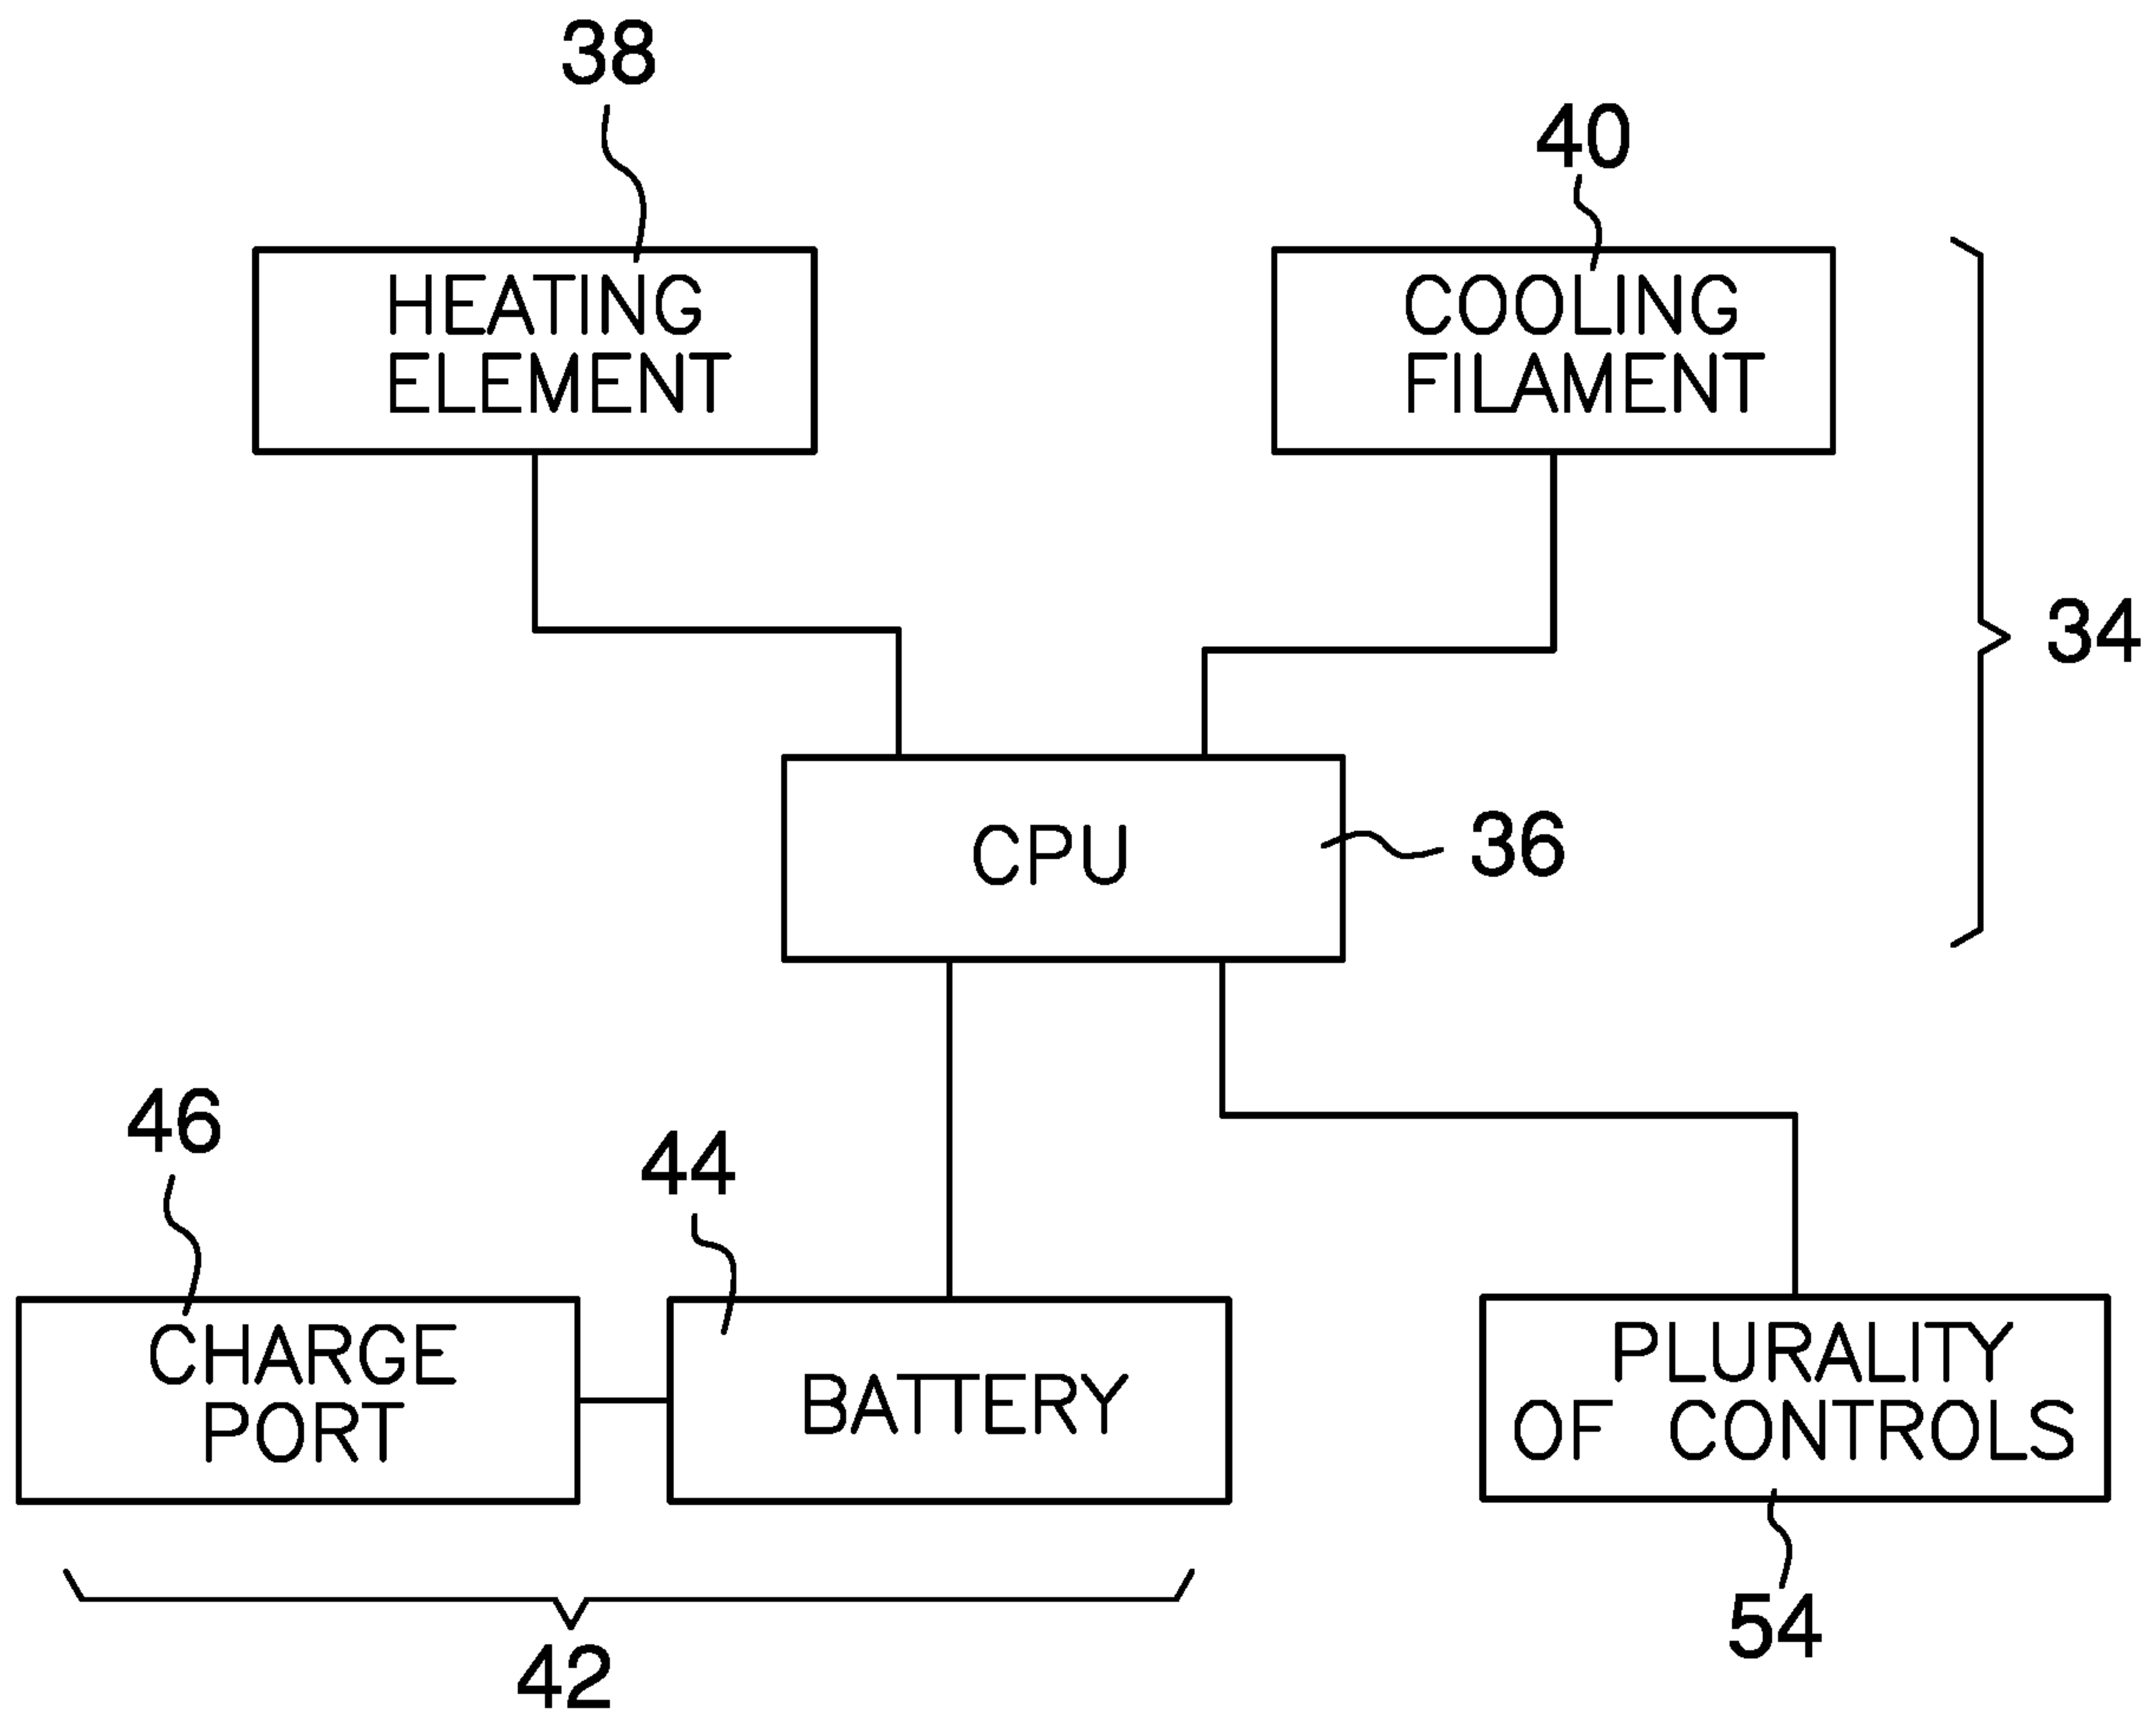 38
40
HEATING
ELEMENT
COOLING
FILAMENT
34
CPU
36
46
44
CHARGE
PORT
BATTERY
PLURALITY
OF CONTROLS
42
54